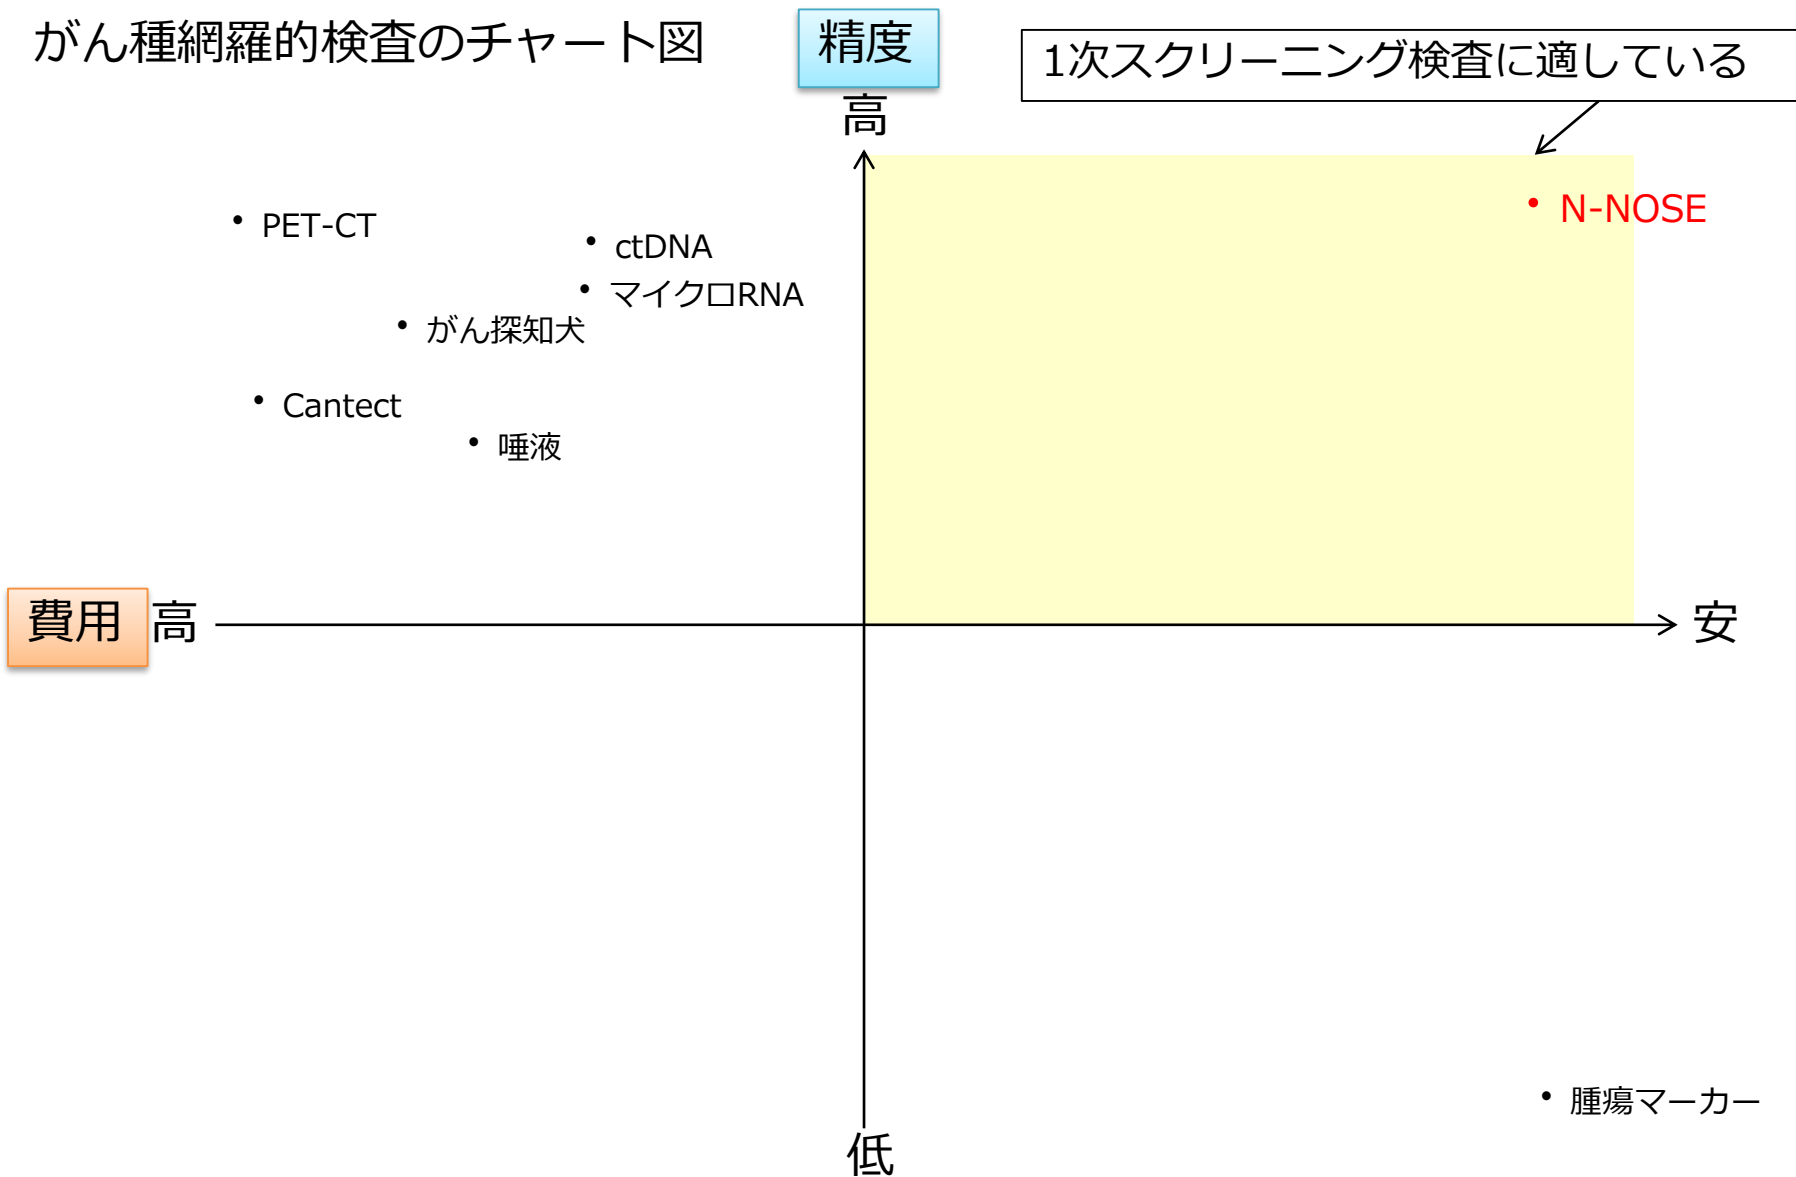 がん種網羅的検査のチャート図
精度
1次スクリーニング検査に適している
高
・N-NOSE
・PET-CT
・ctDNA
・マイクロRNA
・がん探知犬
・Cantect
・唾液
費用
高
安
・腫瘍マーカー
低